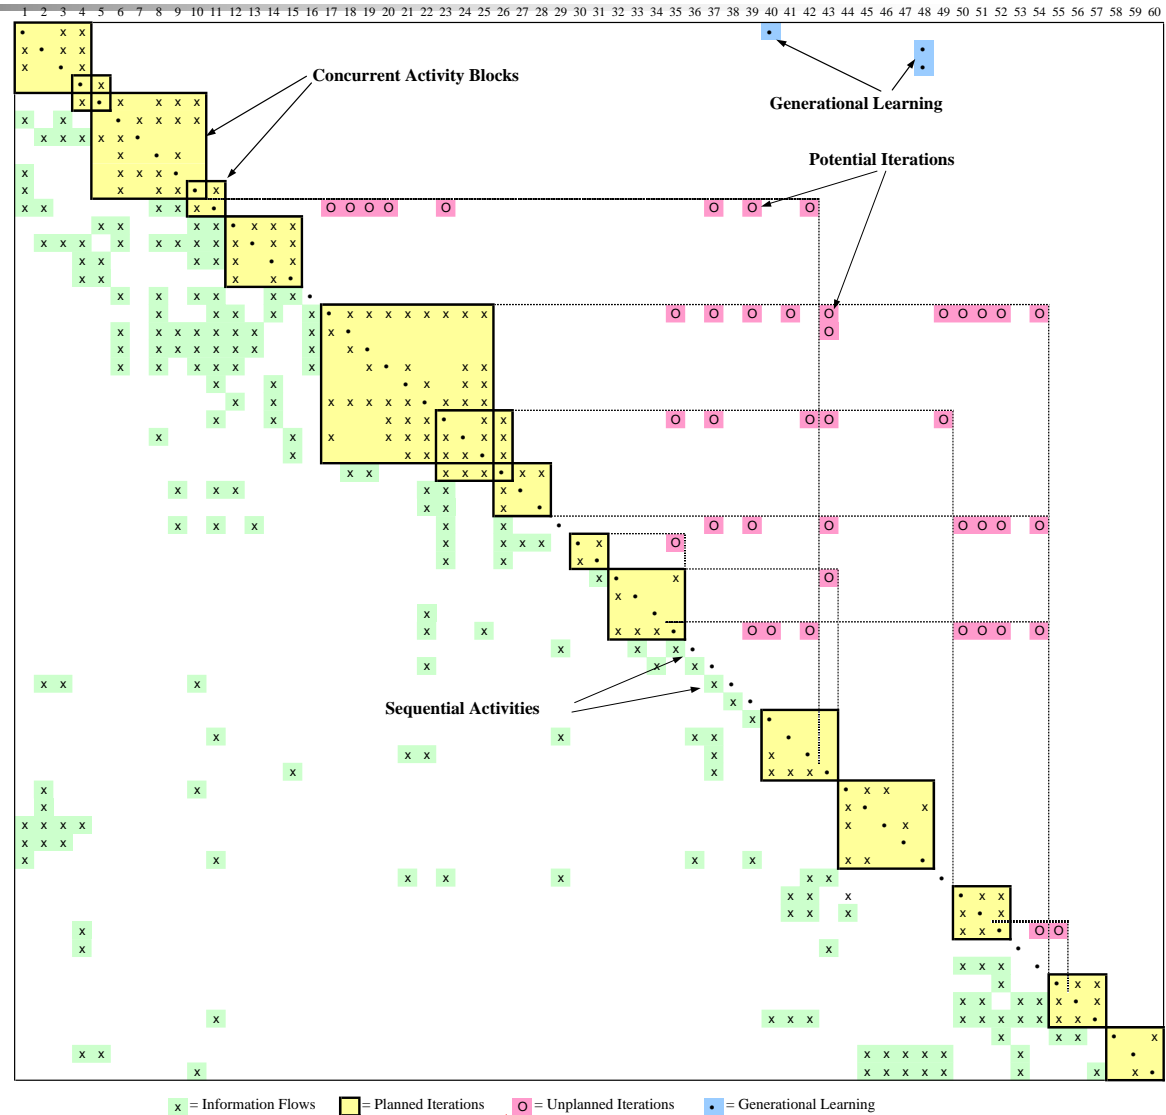 1 2 3 4 5 6 7 8 9 10 11 12 13 14 15 16 17 18 19 20 21 22 23 24 25 26 27 28 29 30 31 32 33 34 35 36 37 38 39 40 41 42 43 44 45 46 47 48 49 50 51 52 53 54 55 56 57 58 59 60
x x
x x x
x x
Concurrent Activity Blocks
x
Generational Learning
x x x x x
x x x x x x
x x x x x
x x
Potential Iterations
x x x x
x x x x x
x x x x x O O O O O O O O
x x x x x x x
x x x x x x x x x x x
x x x x x x
x x x x
x x x x x x
x x x x x x x x x x x x x O O O O O O O O O O
x x x x x x x x x O
x x x x x x x x x
x x x x x x x x x x
x x x x x
x x x x x x x x x x
x x x x O O O O O
x x x x x x x x x
x x x x x x
x x x x x x x
x x x x x x
x x x
x x x x x O O O O O O O
x x x x x O
x x x
x x O
x
x
x x x x x O O O O O O O
x x x
x x x
x x x x
x
Sequential Activities
x
x x x x
x x x x
x x x x x
x x x x
x x x
x x x x x x
x x x
x x x x x x
x x x x x
x x x x x
x x x x x
x x x O O
x x
x x x
x x x
x x x x x x
x x x x x x x x x x x
x x x x
x x x x x x x x
x x x x x x x x x
x = Information Flows = Planned Iterations O = Unplanned Iterations • = Generational Learning